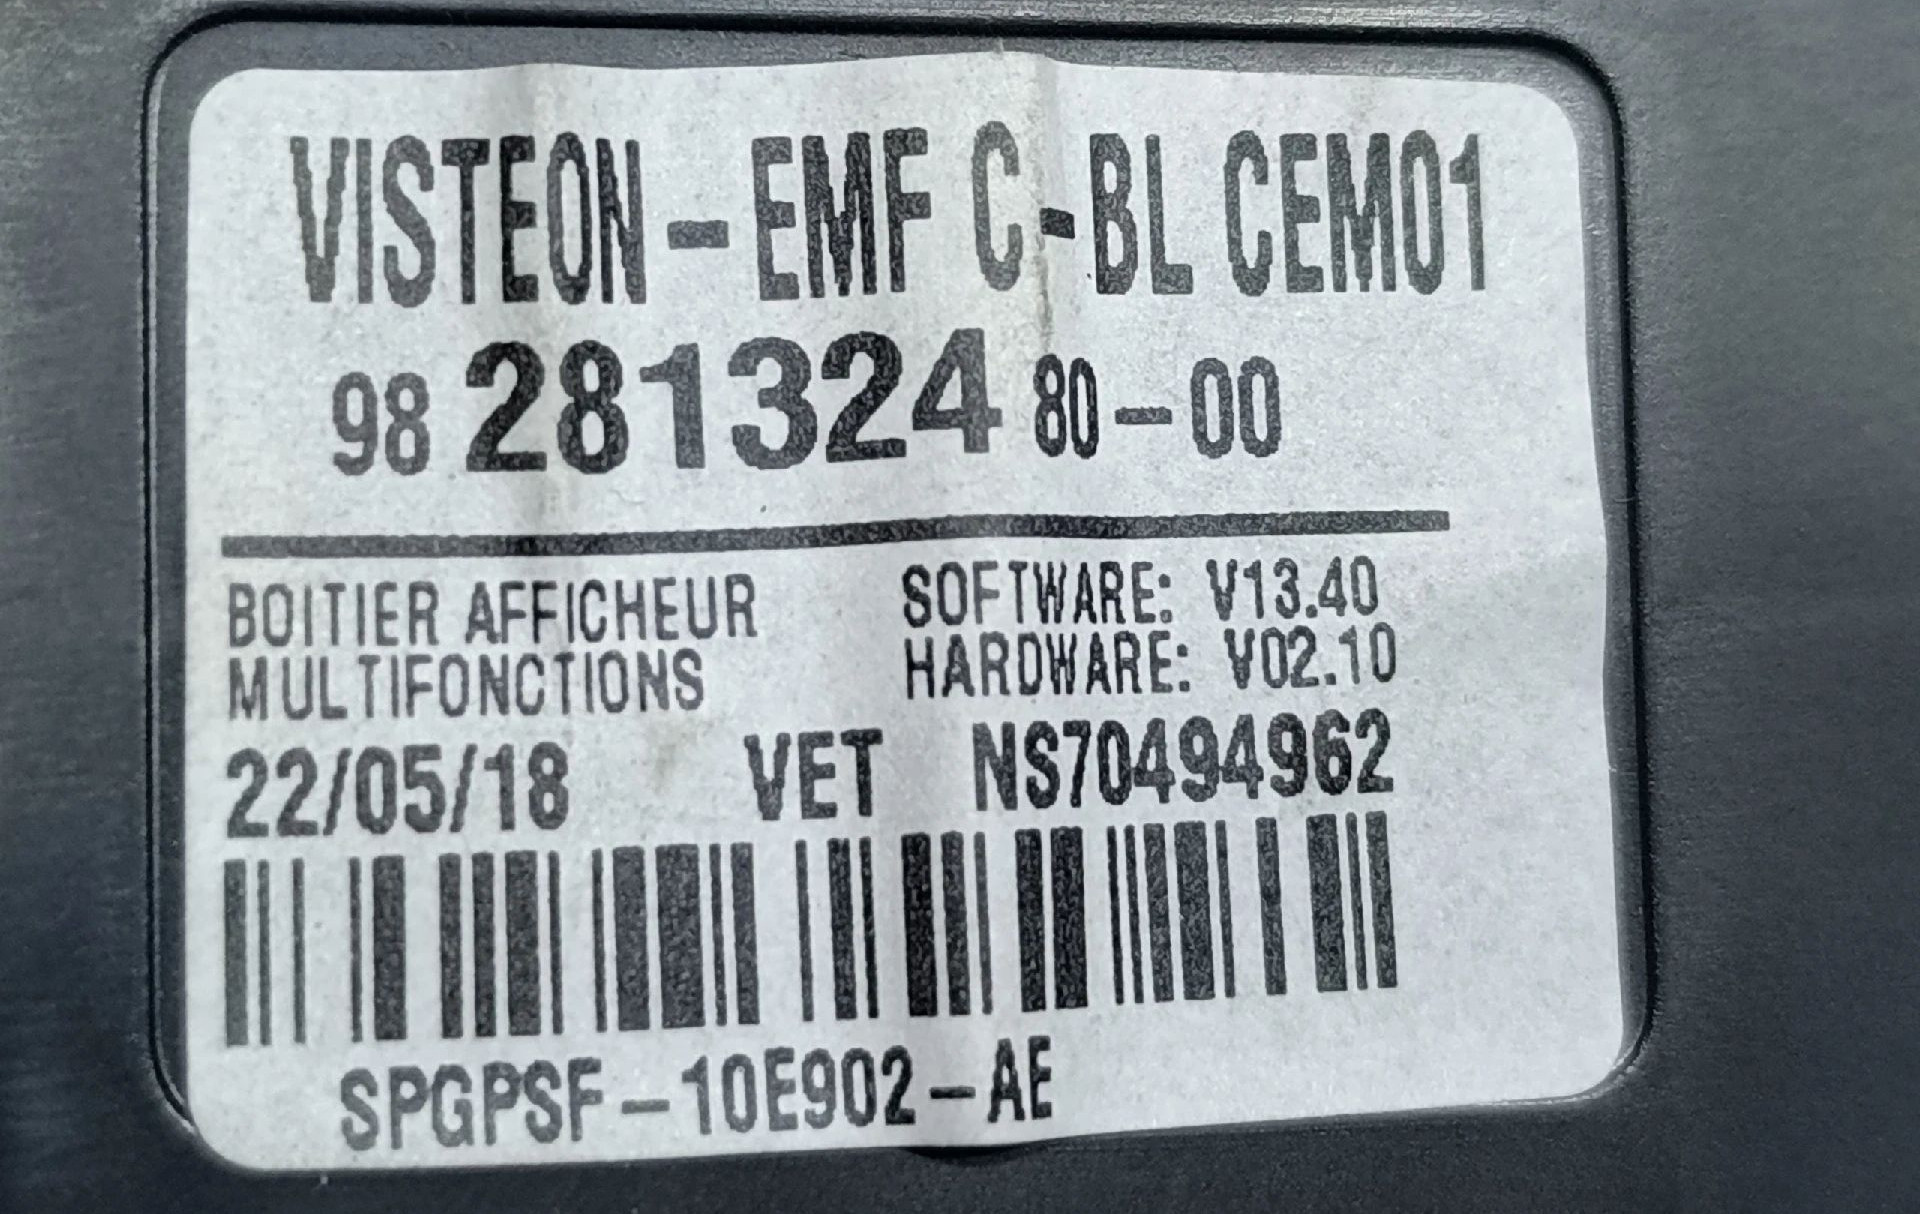 VISTEON-EMF C-BL CEM01
98 281324 80-00
BOITIER AFFICHEUR SOFTWARE: V13.40
MULTIFONCTIONS HARDWARE: V02.10
22/05/18 VET NS70494962
SPGPSF-10E902-AE